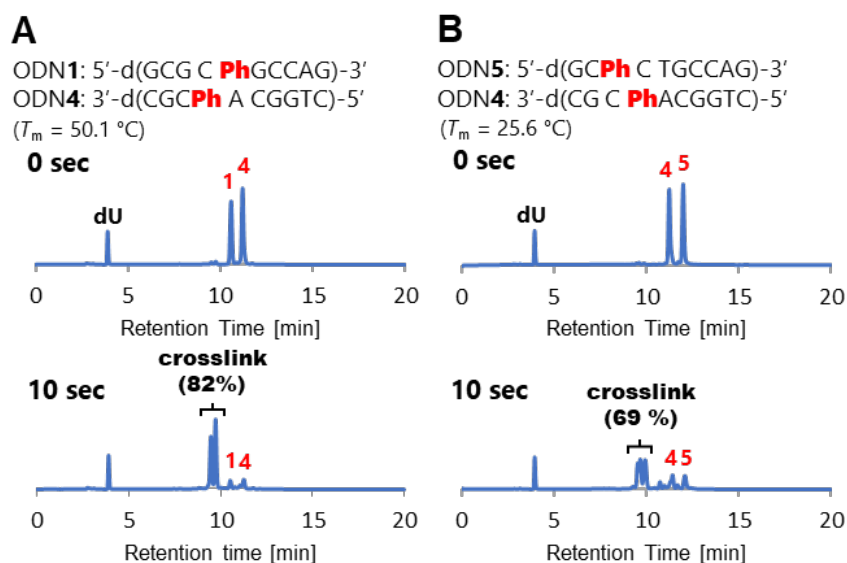 A
ODN1: 5′-d(GCG C PhGCCAG)-3′
ODN4: 3′-d(CGCPh A CGGTC)-5′
(Tm = 50.1 °C)
0 sec
dU
1 4
0 5 10 15 20
Retention Time [min]
10 sec
crosslink
(82%)
1 4
0 5 10 15 20
Retention time [min]
B
ODN5: 5′-d(GCPh C TGCCAG)-3′
ODN4: 3′-d(CG C PhACGGTC)-5′
(Tm = 25.6 °C)
0 sec
dU
4 5
0 5 10 15 20
Retention Time [min]
10 sec
crosslink
(69 %)
4 5
0 5 10 15 20
Retention Time [min]